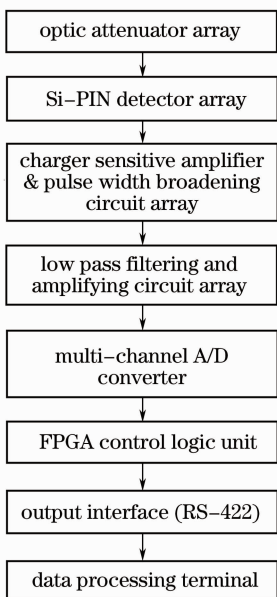 optic attenuator array
Si-PIN detector array
charger sensitive amplifier
& pulse width broadening
circuit array
low pass filtering and
amplifying circuit array
multi-channel A/D
converter
FPGA control logic unit
output interface (RS-422)
data processing terminal